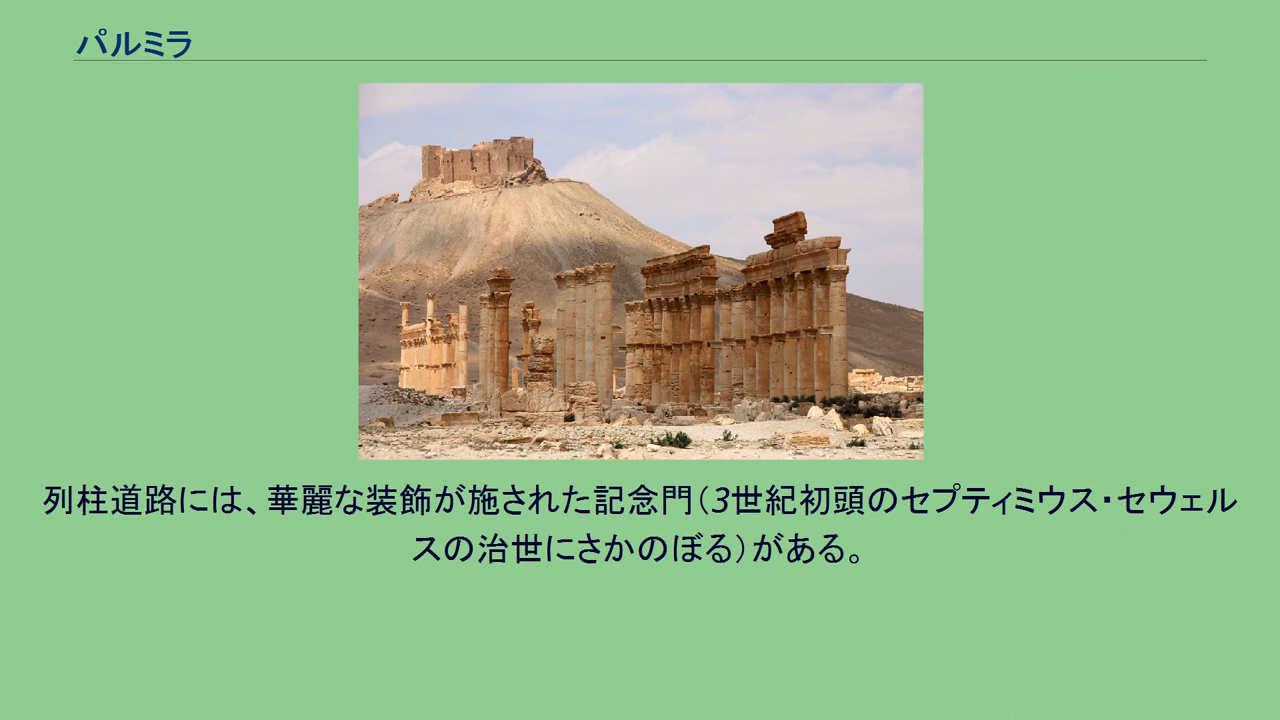 パルミラ
列柱道路には、華麗な装飾が施された記念門（3世紀初頭のセプティミウス・セウェル
スの治世にさかのぼる）がある。